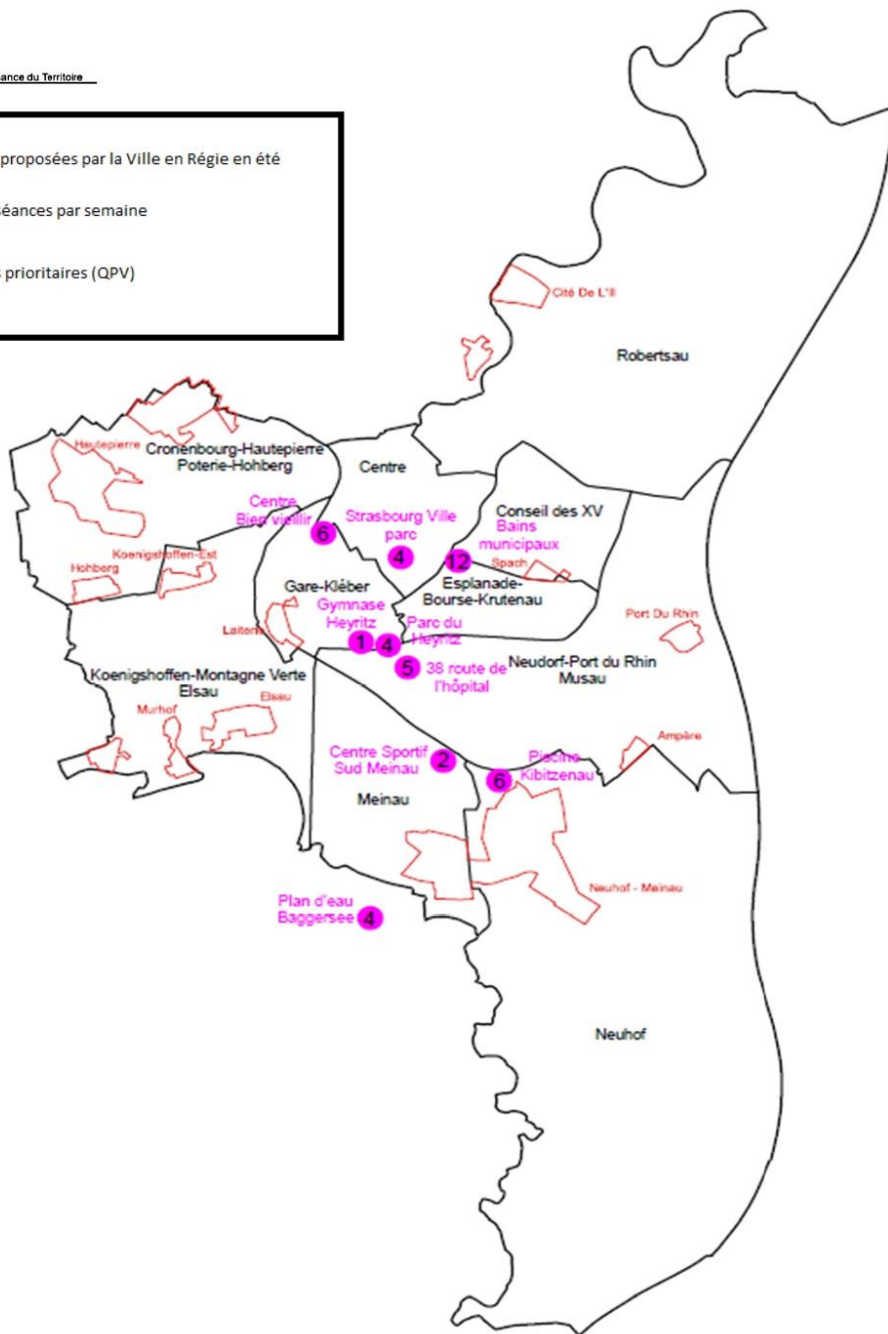 sance du Territoire
proposées par la Ville en Régie en été
séances par semaine
s prioritaires (QPV)
Cité De L'Ill
Robertsau
Hautepierre
Cronenbourg-Hautepierre
Poterie-Hohberg
Centre
Centre
Bien vieillir
6
Strasbourg Ville
parc
4
Conseil des XV
Bains
municipaux
12
Spach
Koenigshoffen-Est
Hohberg
Gare-Kléber
Esplanade-
Bourse-Krutenau
Gymnase
Heyritz
1
4
Parc du
Heyritz
Laiterie
Port Du Rhin
5
38 route de
l'hôpital
Neudorf-Port du Rhin
Musau
Koenigshoffen-Montagne Verte
Elsau
Elsau
Murhof
Ampère
Centre Sportif
Sud Meinau
2
Piscine
Kibitzenau
6
Meinau
Neuhof - Meinau
Plan d'eau
Baggersee
4
Neuhof